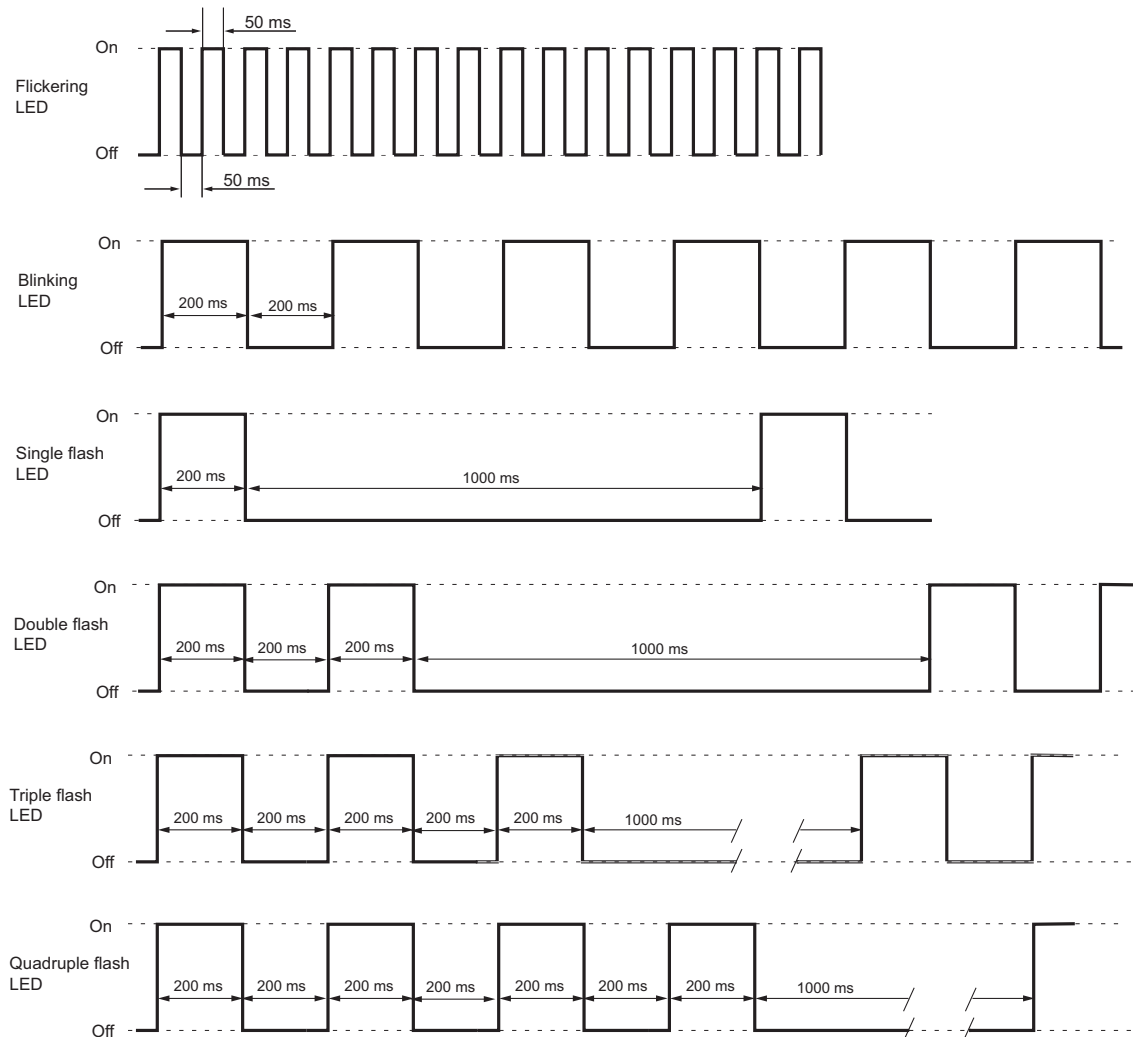 50 ms
On
Flickering
LED
Off
50 ms
On
Blinking
LED
200 ms 200 ms
Off
On
Single flash
LED
200 ms 1000 ms
Off
On
Double flash
LED
200 ms 200 ms 200 ms 1000 ms
Off
On
Triple flash
LED
200 ms 200 ms 200 ms 200 ms 200 ms 1000 ms
Off
On
Quadruple flash
LED
200 ms 200 ms 200 ms 200 ms 200 ms 200 ms 200 ms 1000 ms
Off